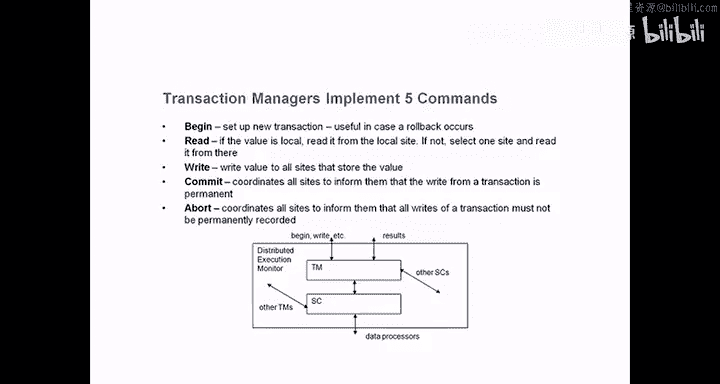 源@bilibili.com
bilibili
Transaction Managers Implement 5 Commands
• Begin – set up new transaction – useful in case a rollback occurs
• Read – if the value is local, read it from the local site. If not, select one site and read
it from there
• Write – write value to all sites that store the value
• Commit – coordinates all sites to inform them that the write from a transaction is
permanent
• Abort – coordinates all sites to inform them that all writes of a transaction must not
be permanently recorded
begin, write, etc.
results
Distributed
Execution
Monitor
TM
other SCs
SC
other TMs
data processors